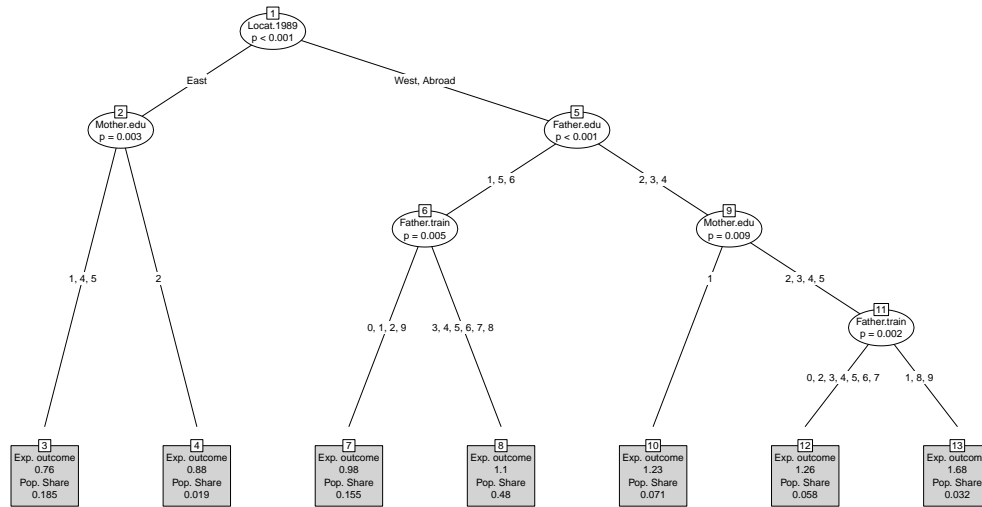 1
Locat.1989
p < 0.001
East
West, Abroad
2
Mother.edu
p = 0.003
5
Father.edu
p < 0.001
1, 5, 6
2, 3, 4
6
Father.train
p = 0.005
9
Mother.edu
p = 0.009
1, 4, 5
2
1
2, 3, 4, 5
11
Father.train
p = 0.002
0, 1, 2, 9
3, 4, 5, 6, 7, 8
0, 2, 3, 4, 5, 6, 7
1, 8, 9
3
Exp. outcome
0.76
Pop. Share
0.185
4
Exp. outcome
0.88
Pop. Share
0.019
7
Exp. outcome
0.98
Pop. Share
0.155
8
Exp. outcome
1.1
Pop. Share
0.48
10
Exp. outcome
1.23
Pop. Share
0.071
12
Exp. outcome
1.26
Pop. Share
0.058
13
Exp. outcome
1.68
Pop. Share
0.032